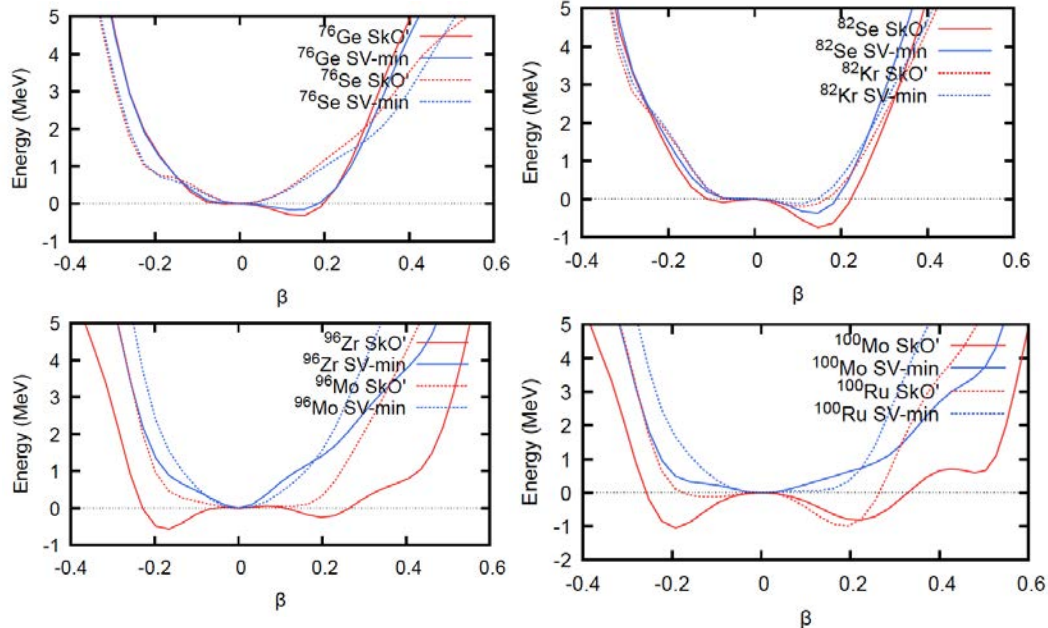 5
4
3
2
1
0
-1
Energy (MeV)
⁷⁶Ge SkO'
⁷⁶Ge SV-min
⁷⁶Se SkO'
⁷⁶Se SV-min
-0.4 -0.2 0 0.2 0.4 0.6
β
5
4
3
2
1
0
-1
Energy (MeV)
⁸²Se SkO'
⁸²Se SV-min
⁸²Kr SkO'
⁸²Kr SV-min
-0.4 -0.2 0 0.2 0.4 0.6
β
5
4
3
2
1
0
-1
Energy (MeV)
⁹⁶Zr SkO'
⁹⁶Zr SV-min
⁹⁶Mo SkO'
⁹⁶Mo SV-min
-0.4 -0.2 0 0.2 0.4 0.6
β
5
4
3
2
1
0
-1
-2
Energy (MeV)
¹⁰⁰Mo SkO'
¹⁰⁰Mo SV-min
¹⁰⁰Ru SkO'
¹⁰⁰Ru SV-min
-0.4 -0.2 0 0.2 0.4 0.6
β